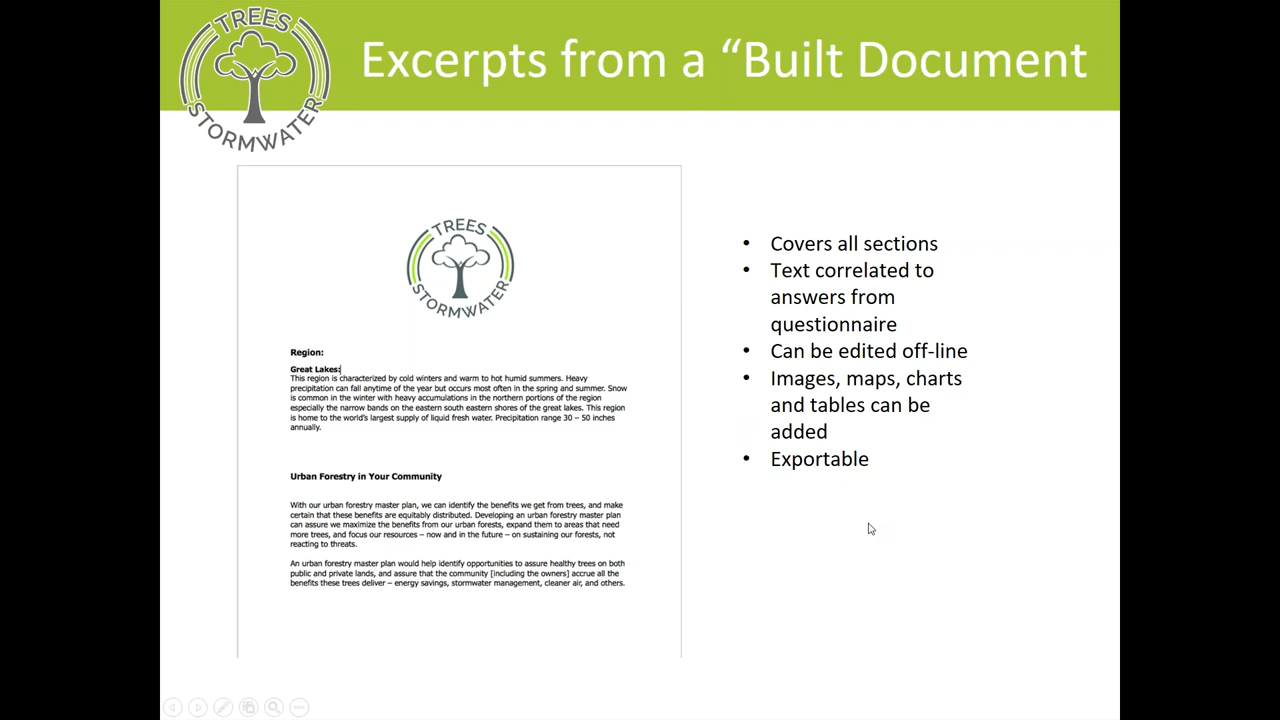 TREES
STORMWATER
Excerpts from a “Built Document
TREES
STORMWATER
Region:
Great Lakes:
This region is characterized by cold winters and warm to hot humid summers. Heavy
precipitation can fall anytime of the year but occurs most often in the spring and summer. Snow
is common in the winter with heavy accumulations in the northern portions of the region
especially the narrow bands on the eastern south eastern shores of the great lakes. This region
is home to the world's largest supply of liquid fresh water. Precipitation range 30 – 50 inches
annually.
Urban Forestry in Your Community
With our urban forestry master plan, we can identify the benefits we get from trees, and make
certain that these benefits are equitably distributed. Developing an urban forestry master plan
can assure we maximize the benefits from our urban forests, expand them to areas that need
more trees, and focus our resources – now and in the future – on sustaining our forests, not
reacting to threats.
An urban forestry master plan would help identify opportunities to assure healthy trees on both
public and private lands, and assure that the community [including the owners] accrue all the
benefits these trees deliver – energy savings, stormwater management, cleaner air, and others.
• Covers all sections
• Text correlated to
answers from
questionnaire
• Can be edited off-line
• Images, maps, charts
and tables can be
added
• Exportable